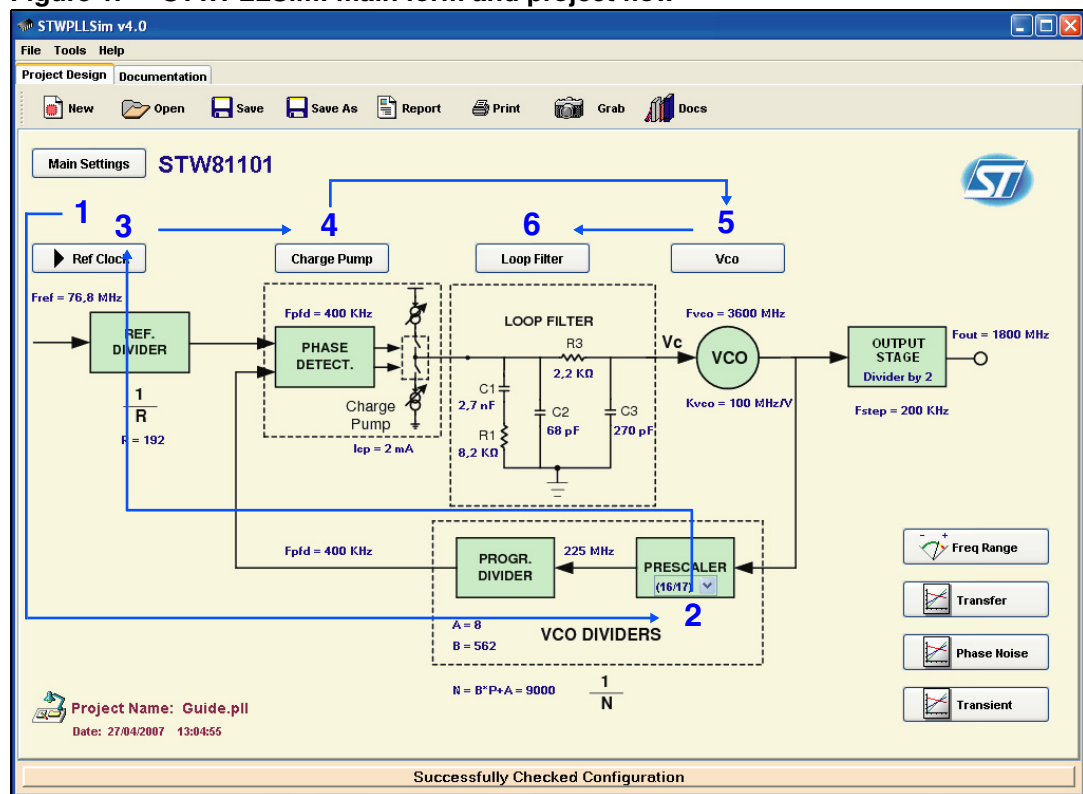 STWPLLSim v4.0
File Tools Help
Project Design Documentation
New Open Save Save As Report Print Grab Docs
Main Settings STW81101
ST
1
3
4
6
5
Ref Clock
Charge Pump
Loop Filter
Vco
Fref = 76,8 MHz
REF.
DIVIDER
1
R
R = 192
Fpfd = 400 KHz
PHASE
DETECT.
Charge
Pump
Icp = 2 mA
LOOP FILTER
R3
2,2 KΩ
C1
2,7 nF
R1
8,2 KΩ
C2
68 pF
C3
270 pF
Vc
Fvco = 3600 MHz
VCO
Kvco = 100 MHz/V
OUTPUT
STAGE
Divider by 2
Fout = 1800 MHz
Fstep = 200 KHz
Fpfd = 400 KHz
PROGR.
DIVIDER
225 MHz
PRESCALER
(16/17)
2
A = 8
B = 562
VCO DIVIDERS
N = B*P+A = 9000
1
N
- +
Freq Range
Transfer
Phase Noise
Transient
Project Name: Guide.pll
Date: 27/04/2007 13:04:55
Successfully Checked Configuration